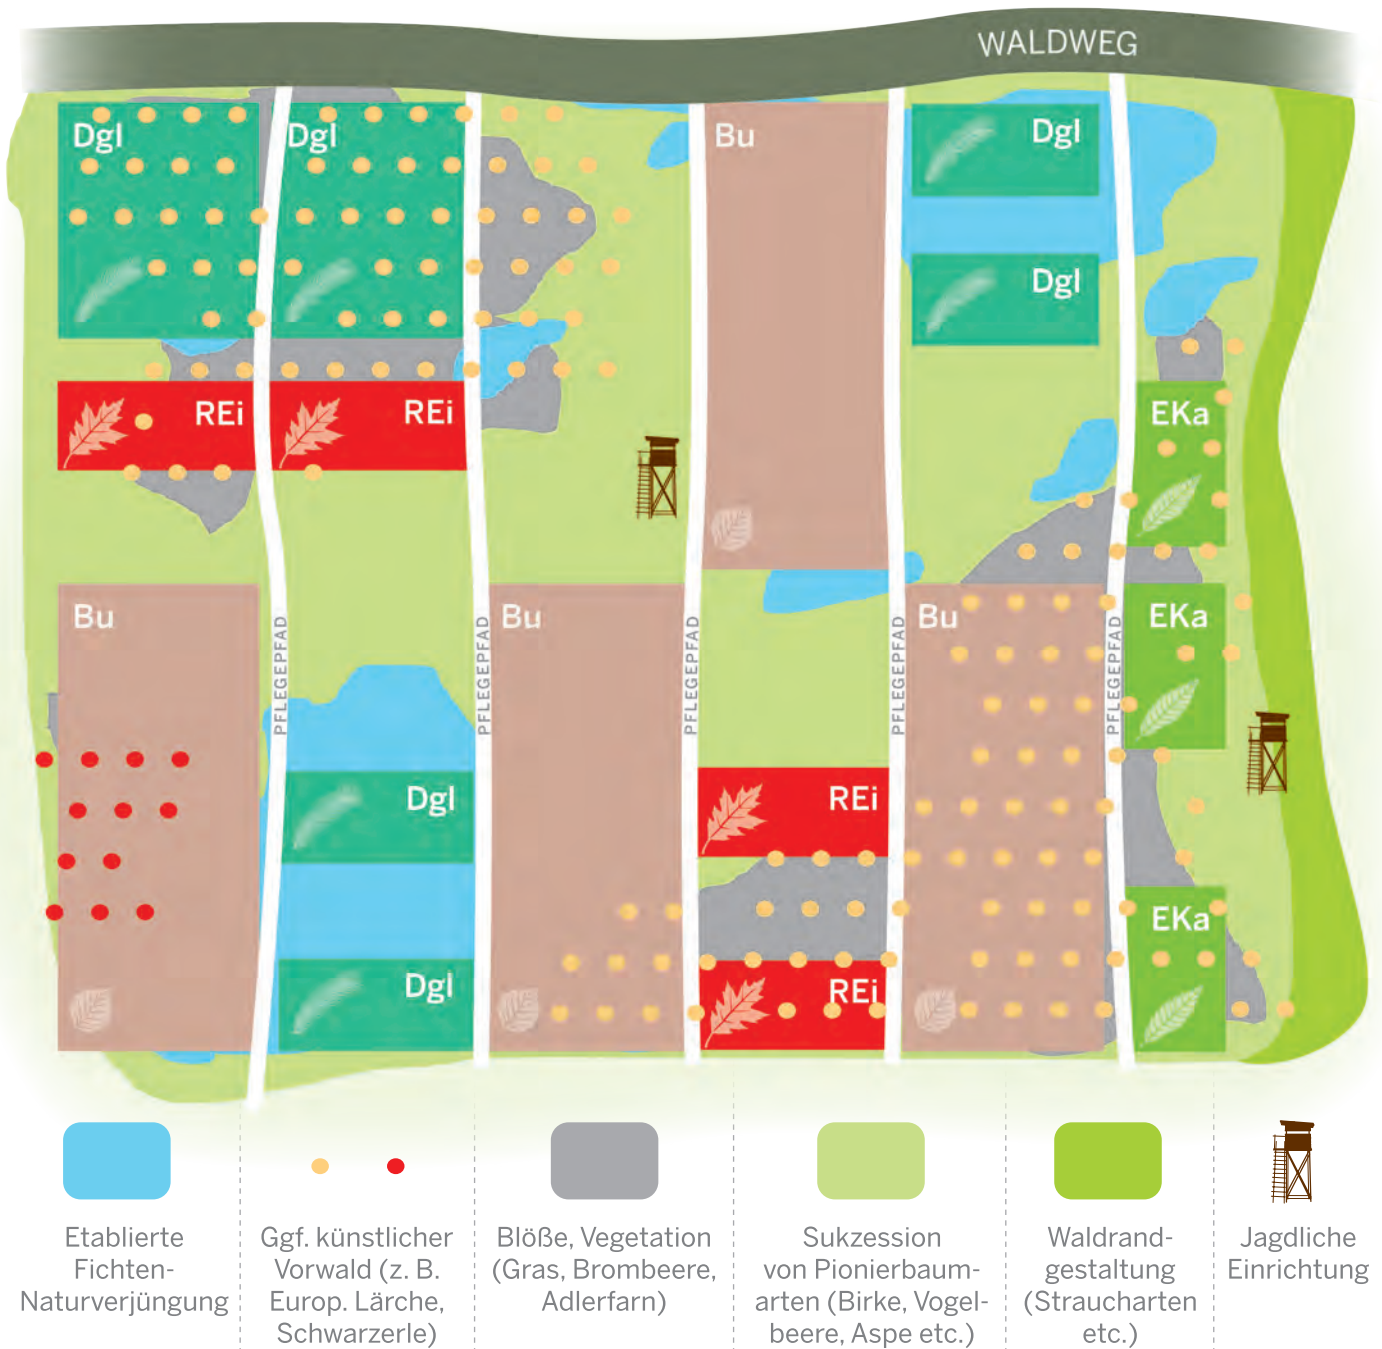 WALDWEG
Dgl
Dgl
Bu
Dgl
Dgl
REi
REi
EKa
Bu
Bu
Bu
EKa
PFLEGEPFAD
PFLEGEPFAD
PFLEGEPFAD
PFLEGEPFAD
PFLEGEPFAD
Dgl
REi
EKa
Dgl
REi
Etablierte
Fichten-
Naturverjüngung
Ggf. künstlicher
Vorwald (z. B.
Europ. Lärche,
Schwarzerle)
Blöße, Vegetation
(Gras, Brombeere,
Adlerfarn)
Sukzession
von Pionierbaum-
arten (Birke, Vogel-
beere, Aspe etc.)
Waldrand-
gestaltung
(Straucharten
etc.)
Jagdliche
Einrichtung